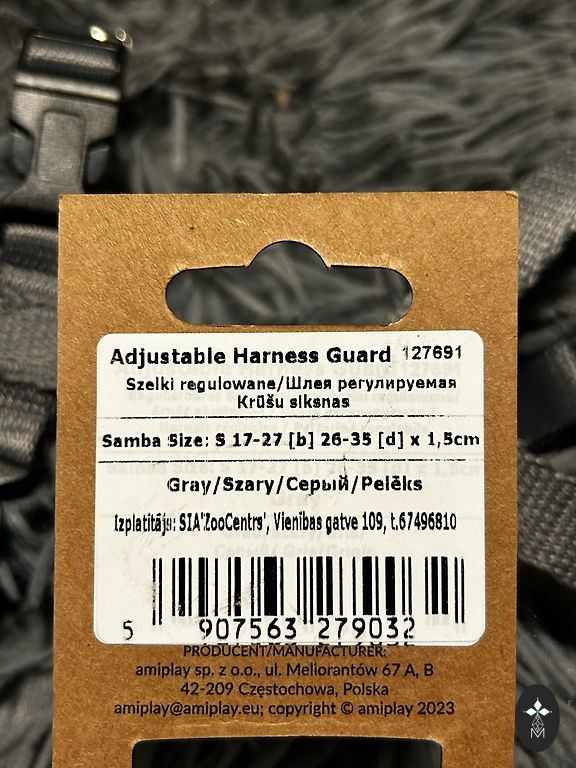 Adjustable Harness Guard 127691
Szelki regulowane/Шлея регулируемая
Krūšu siksnas
Samba Size: S 17-27 [b] 26-35 [d] x 1,5cm
Gray/Szary/Серый/Pelēks
Izplatītājs: SIA'ZooCentrs', Vienības gatve 109, t.67496810
5 907563 279032
PRODUCENT/MANUFACTURER:
amiplay sp. z o.o., ul. Meliorantów 67 A, B
42-209 Częstochowa, Polska
amiplay@amiplay.eu; copyright © amiplay 2023